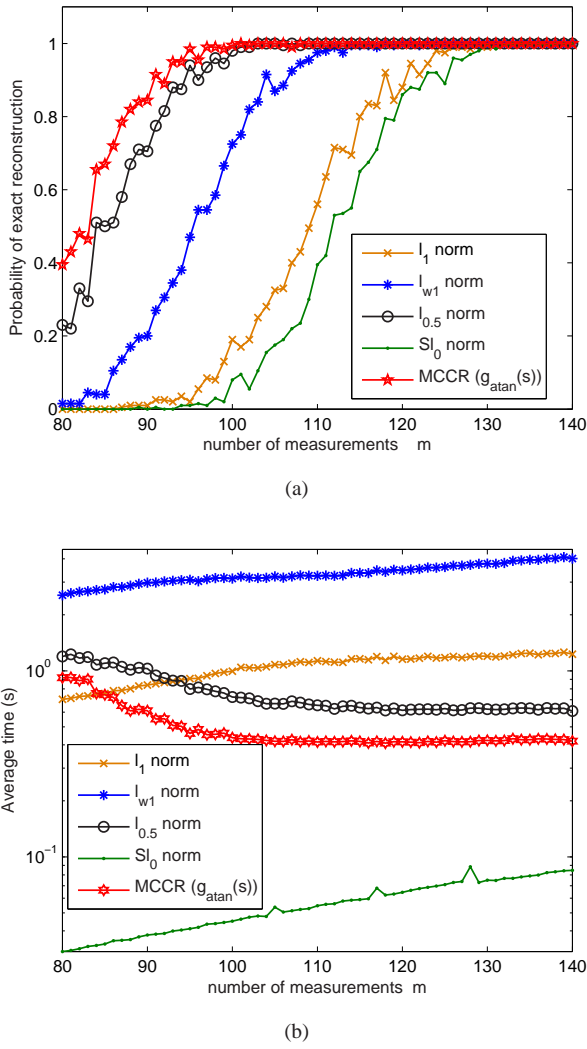 1
0.8
0.6
0.4
0.2
0
Probability of exact reconstruction
l1 norm
lw1 norm
l0.5 norm
Sl0 norm
MCCR (gatan(s))
80 90 100 110 120 130 140
number of measurements m
(a)
10^0
10^-1
Average time (s)
l1 norm
lw1 norm
l0.5 norm
Sl0 norm
MCCR (gatan(s))
80 90 100 110 120 130 140
number of measurements m
(b)